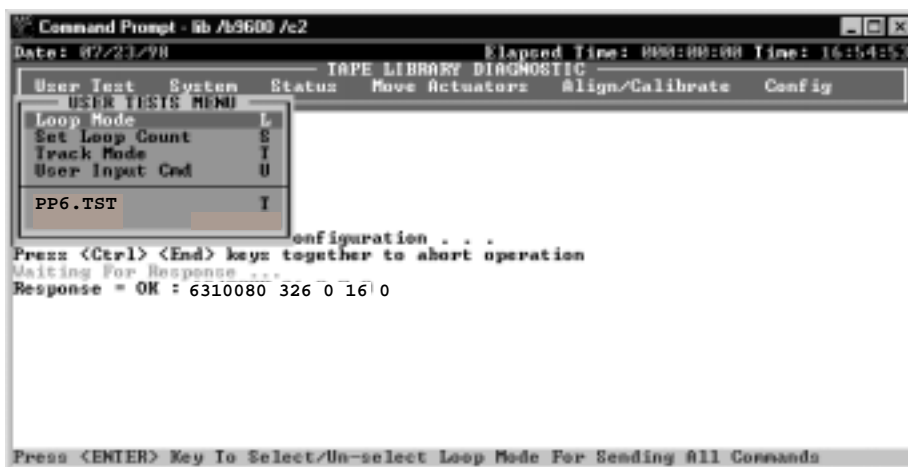 Command Prompt - lib /b9600 /c2
Date: 07/23/98 Elapsed Time: 000:00:00 Time: 16:54:53
TAPE LIBRARY DIAGNOSTIC
User Test System Status Move Actuators Align/Calibrate Config
USER TESTS MENU
Loop Mode L
Set Loop Count S
Track Mode T
User Input Cmd U
PP6.TST T
onfiguration . . .
Press <Ctrl> <End> keys together to abort operation
Waiting For Response ...
Response = OK : 6310080 326 0 16 0
Press <ENTER> Key To Select/Un-select Loop Mode For Sending All Commands